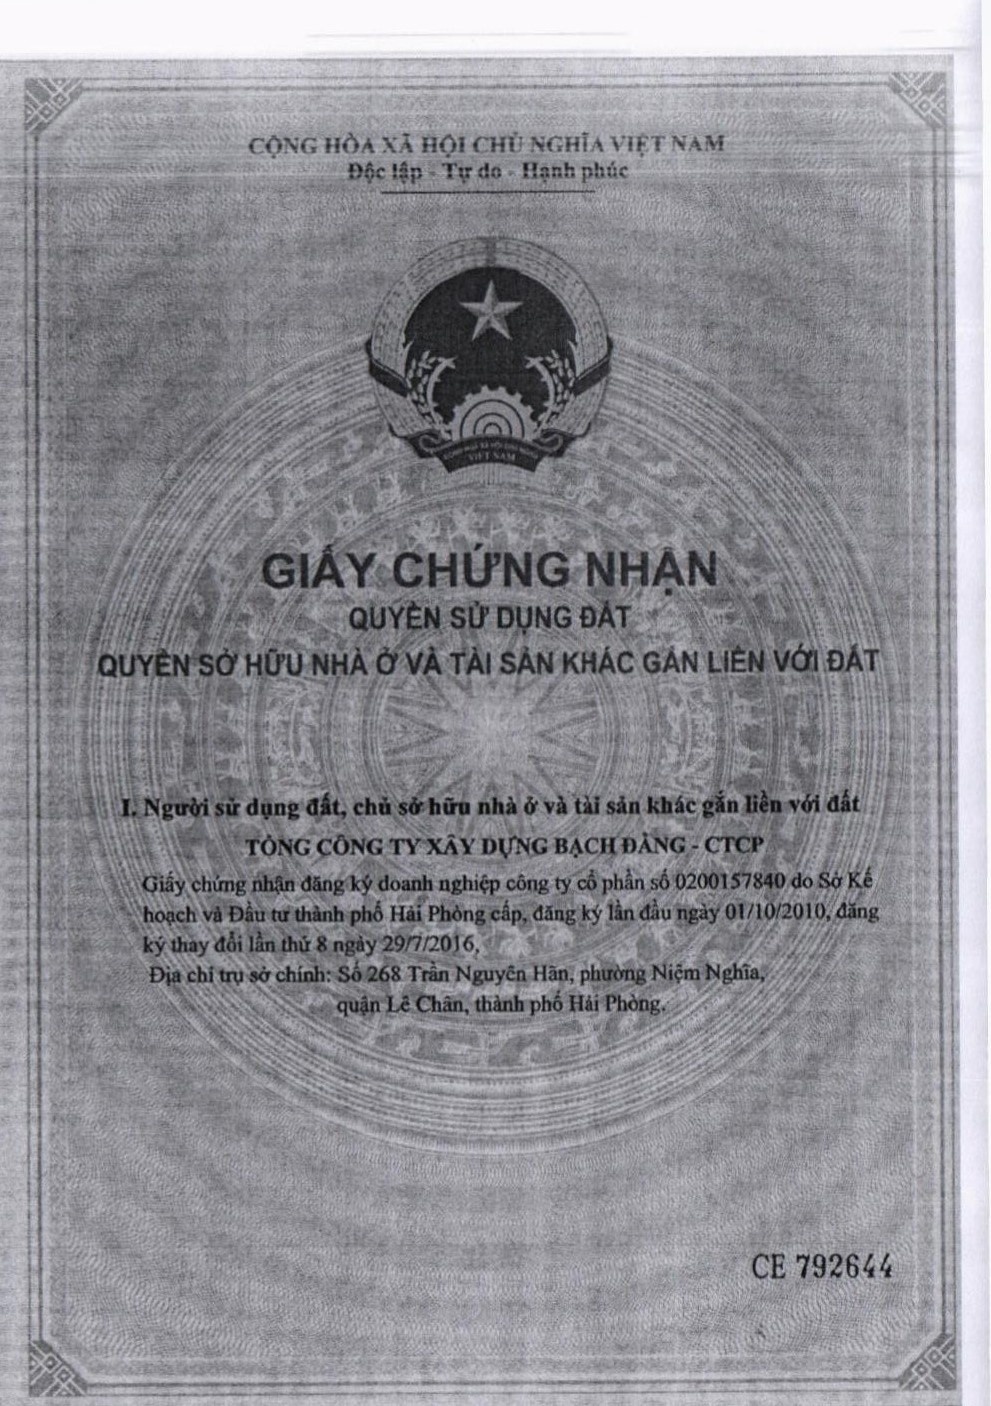 CỘNG HÒA XÃ HỘI CHỦ NGHĨA VIỆT NAM
Độc lập - Tự do - Hạnh phúc
CỘNG HÒA XÃ HỘI CHỦ NGHĨA
VIỆT NAM
GIẤY CHỨNG NHẬN
QUYỀN SỬ DỤNG ĐẤT
QUYỀN SỞ HỮU NHÀ Ở VÀ TÀI SẢN KHÁC GẮN LIỀN VỚI ĐẤT
I. Người sử dụng đất, chủ sở hữu nhà ở và tài sản khác gắn liền với đất
TỔNG CÔNG TY XÂY DỰNG BẠCH ĐẰNG - CTCP
Giấy chứng nhận đăng ký doanh nghiệp công ty cổ phần số 0200157840 do Sở Kế
hoạch và Đầu tư thành phố Hải Phòng cấp, đăng ký lần đầu ngày 01/10/2010, đăng
ký thay đổi lần thứ 8 ngày 29/7/2016,
Địa chỉ trụ sở chính: Số 268 Trần Nguyên Hãn, phường Niệm Nghĩa,
quận Lê Chân, thành phố Hải Phòng.
CE 792644